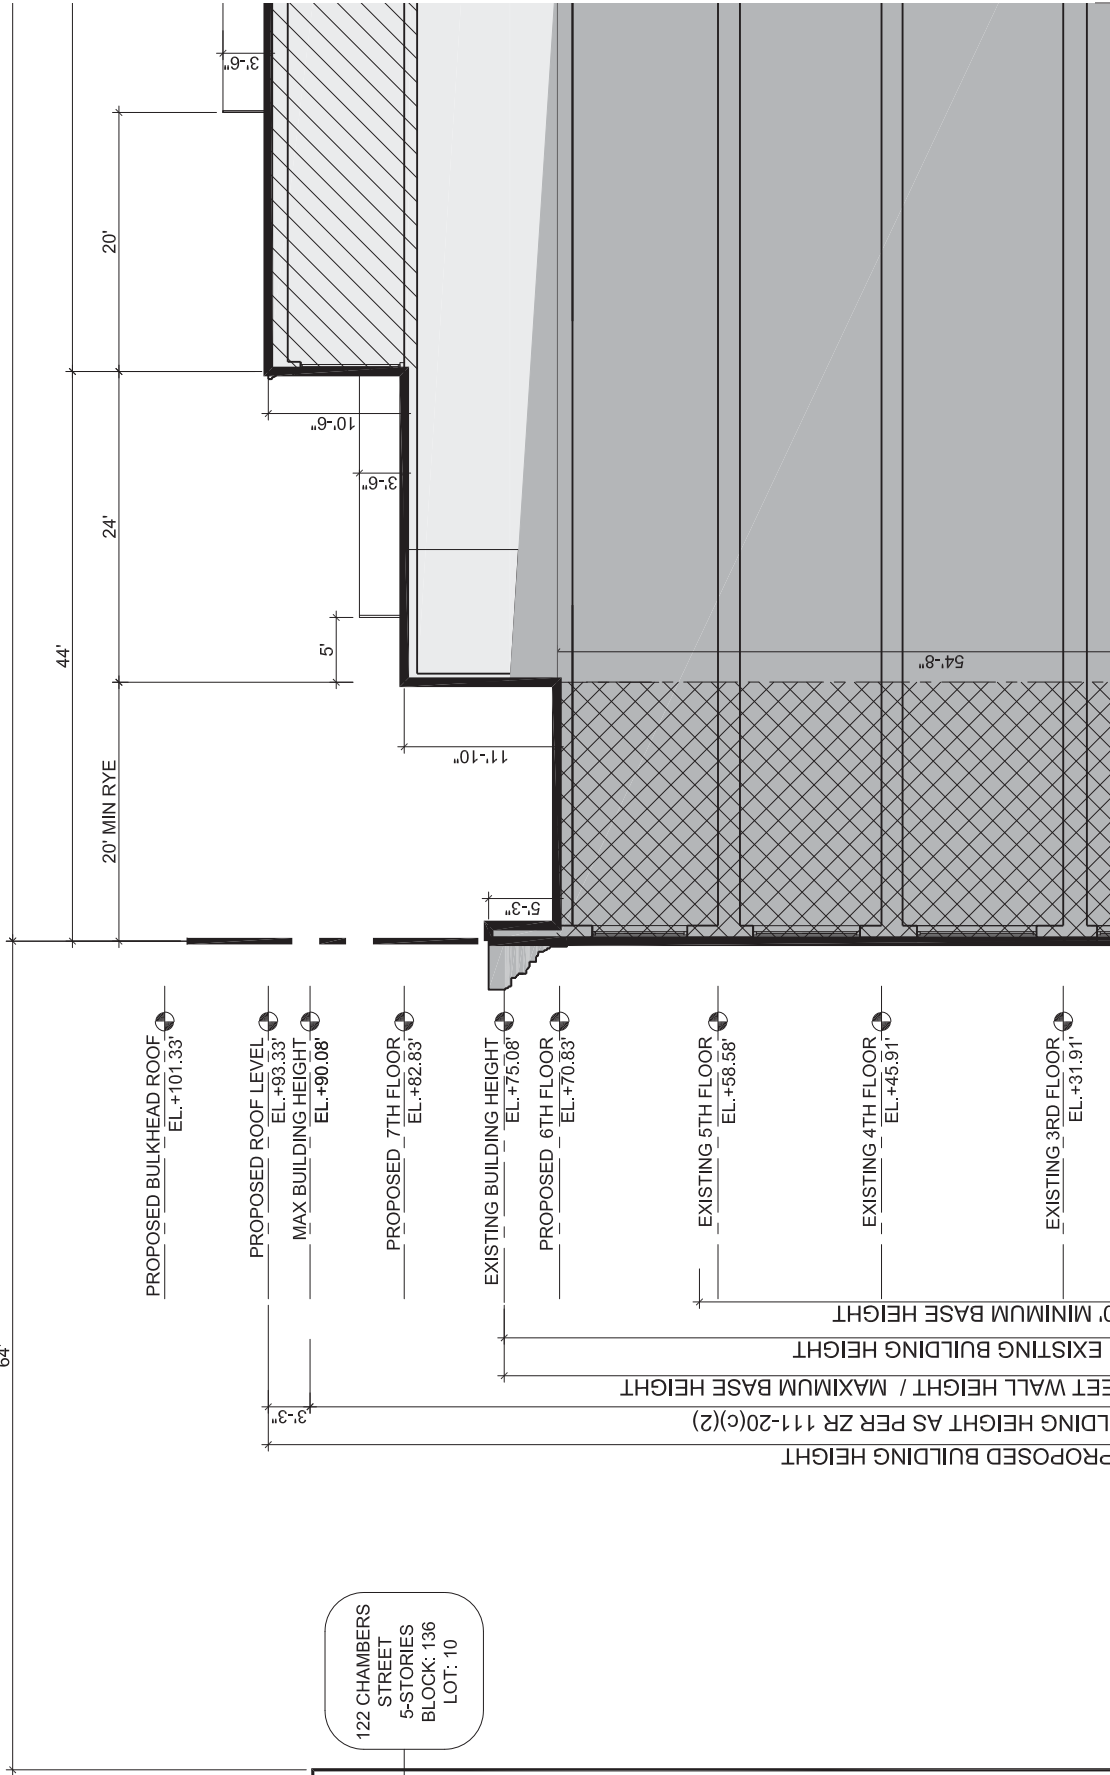 3'-6"
20'
10'-6"
3'-6"
24'
44'
5'
54'-8"
11'-10"
20' MIN RYE
5'-3"
PROPOSED BULKHEAD ROOF
EL.+101.33'
PROPOSED ROOF LEVEL
EL.+93.33'
MAX BUILDING HEIGHT
EL.+90.08'
PROPOSED 7TH FLOOR
EL.+82.83'
EXISTING BUILDING HEIGHT
EL.+75.08'
PROPOSED 6TH FLOOR
EL.+70.83'
EXISTING 5TH FLOOR
EL.+58.58'
EXISTING 4TH FLOOR
EL.+45.91'
EXISTING 3RD FLOOR
EL.+31.91'
0' MINIMUM BASE HEIGHT
EXISTING BUILDING HEIGHT
EET WALL HEIGHT / MAXIMUM BASE HEIGHT
3'-3"
LDING HEIGHT AS PER ZR 111-20(c)(2)
PROPOSED BUILDING HEIGHT
64'
122 CHAMBERS
STREET
5-STORIES
BLOCK: 136
LOT: 10